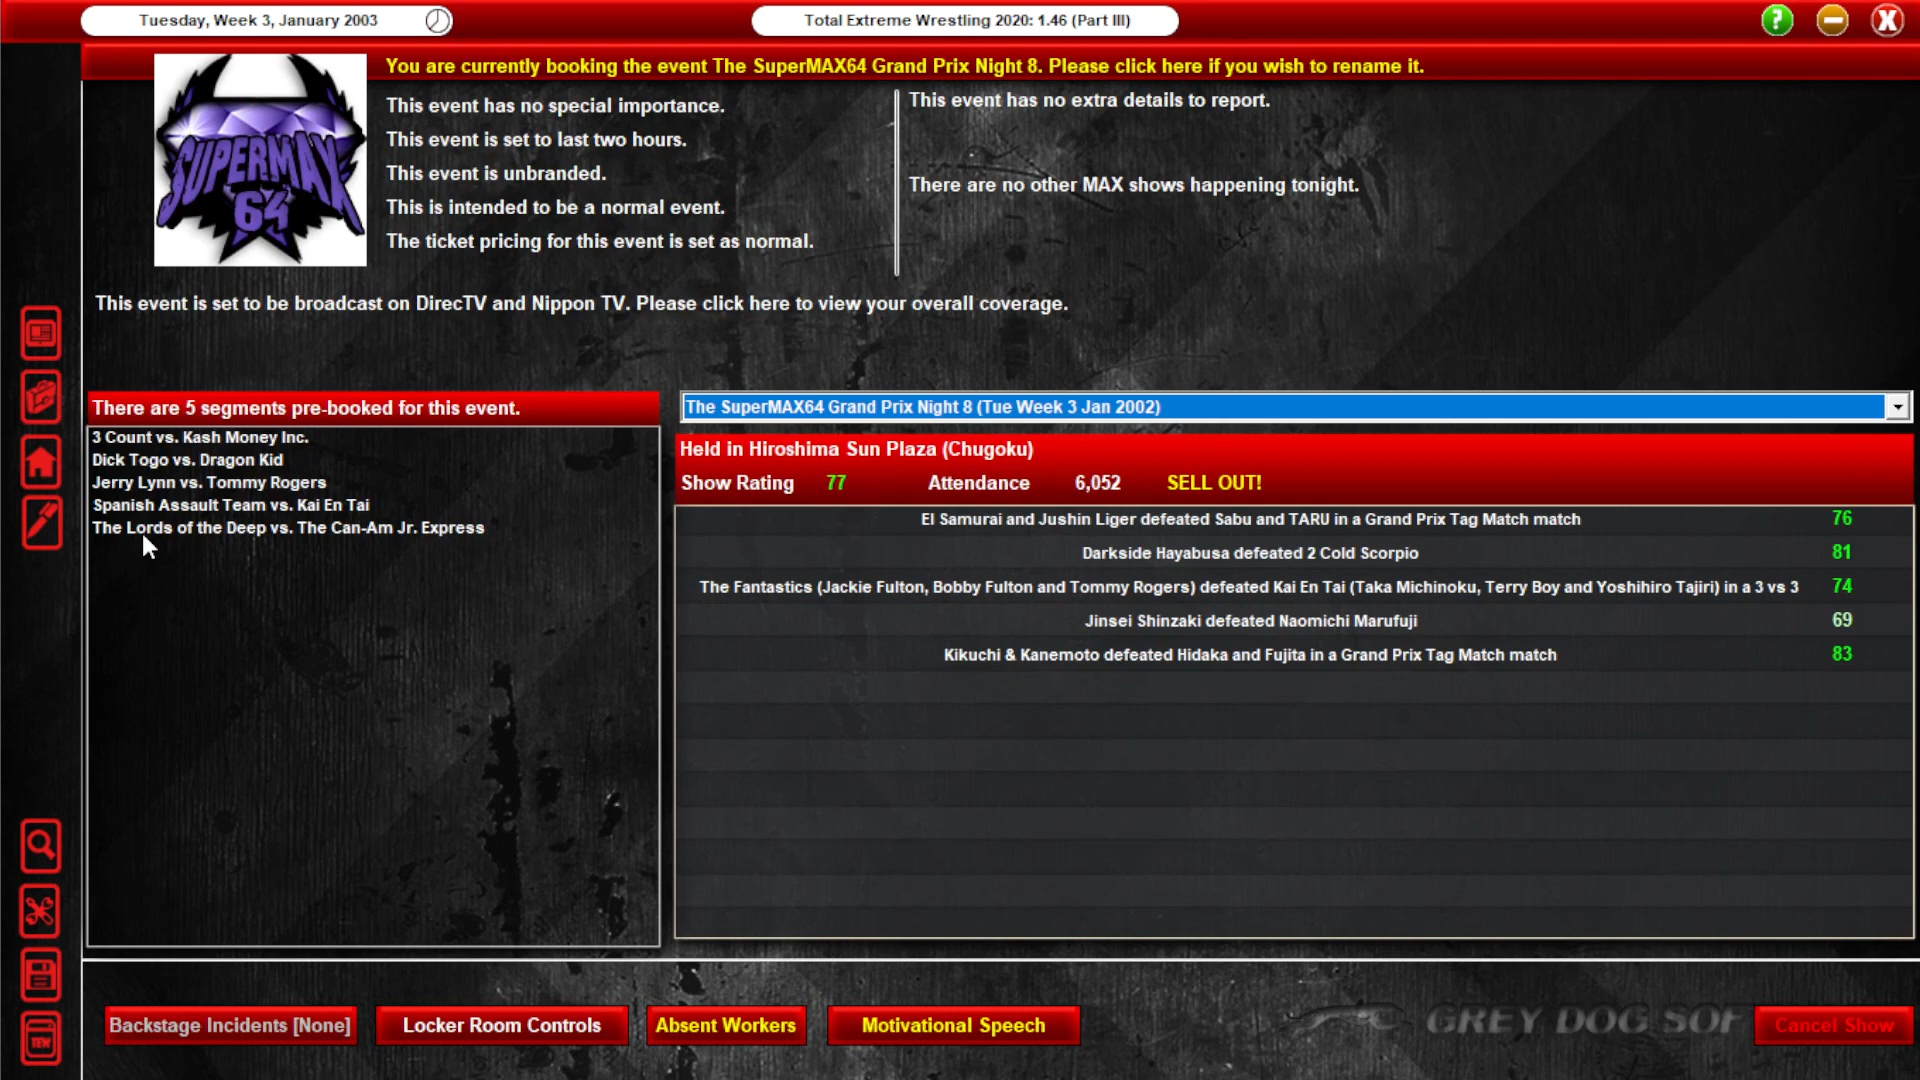 Tuesday, Week 3, January 2003
Total Extreme Wrestling 2020: 1.46 (Part III)
You are currently booking the event The SuperMAX64 Grand Prix Night 8. Please click here if you wish to rename it.
SUPERMAX
64
This event has no special importance.
This event is set to last two hours.
This event is unbranded.
This is intended to be a normal event.
The ticket pricing for this event is set as normal.
This event has no extra details to report.
There are no other MAX shows happening tonight.
This event is set to be broadcast on DirecTV and Nippon TV. Please click here to view your overall coverage.
There are 5 segments pre-booked for this event.
3 Count vs. Kash Money Inc.
Dick Togo vs. Dragon Kid
Jerry Lynn vs. Tommy Rogers
Spanish Assault Team vs. Kai En Tai
The Lords of the Deep vs. The Can-Am Jr. Express
The SuperMAX64 Grand Prix Night 8 (Tue Week 3 Jan 2002)
Held in Hiroshima Sun Plaza (Chugoku)
Show Rating 77 Attendance 6,052 SELL OUT!
El Samurai and Jushin Liger defeated Sabu and TARU in a Grand Prix Tag Match match 76
Darkside Hayabusa defeated 2 Cold Scorpio 81
The Fantastics (Jackie Fulton, Bobby Fulton and Tommy Rogers) defeated Kai En Tai (Taka Michinoku, Terry Boy and Yoshihiro Tajiri) in a 3 vs 3 74
Jinsei Shinzaki defeated Naomichi Marufuji 69
Kikuchi & Kanemoto defeated Hidaka and Fujita in a Grand Prix Tag Match match 83
Backstage Incidents [None]
Locker Room Controls
Absent Workers
Motivational Speech
GREY DOG SOF
Cancel Show
TEW